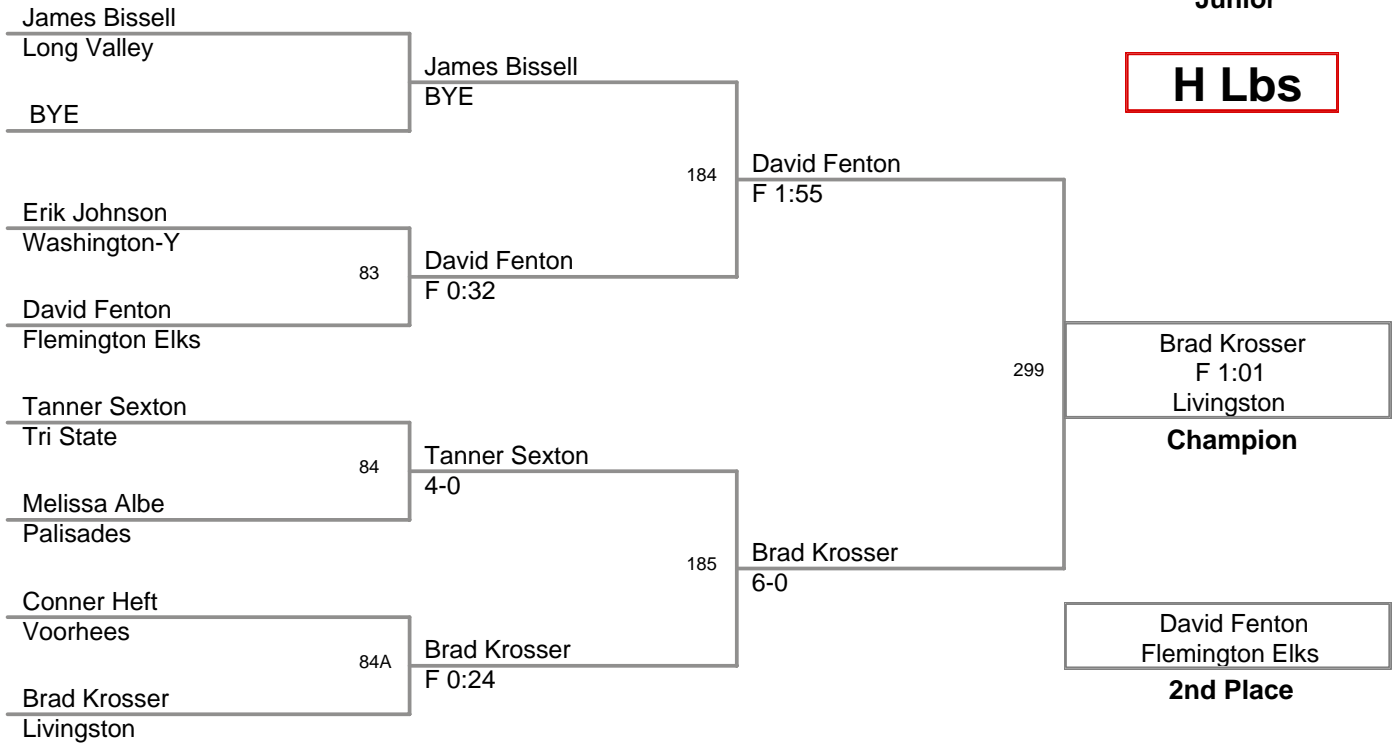 Junior
H Lbs
James Bissell
Long Valley
BYE
James Bissell
BYE
Erik Johnson
Washington-Y
83
David Fenton
Flemington Elks
David Fenton
F 0:32
184
David Fenton
F 1:55
Tanner Sexton
Tri State
84
Melissa Albe
Palisades
Tanner Sexton
4-0
Conner Heft
Voorhees
84A
Brad Krosser
Livingston
Brad Krosser
F 0:24
185
Brad Krosser
6-0
299
Brad Krosser
F 1:01
Livingston
Champion
David Fenton
Flemington Elks
2nd Place